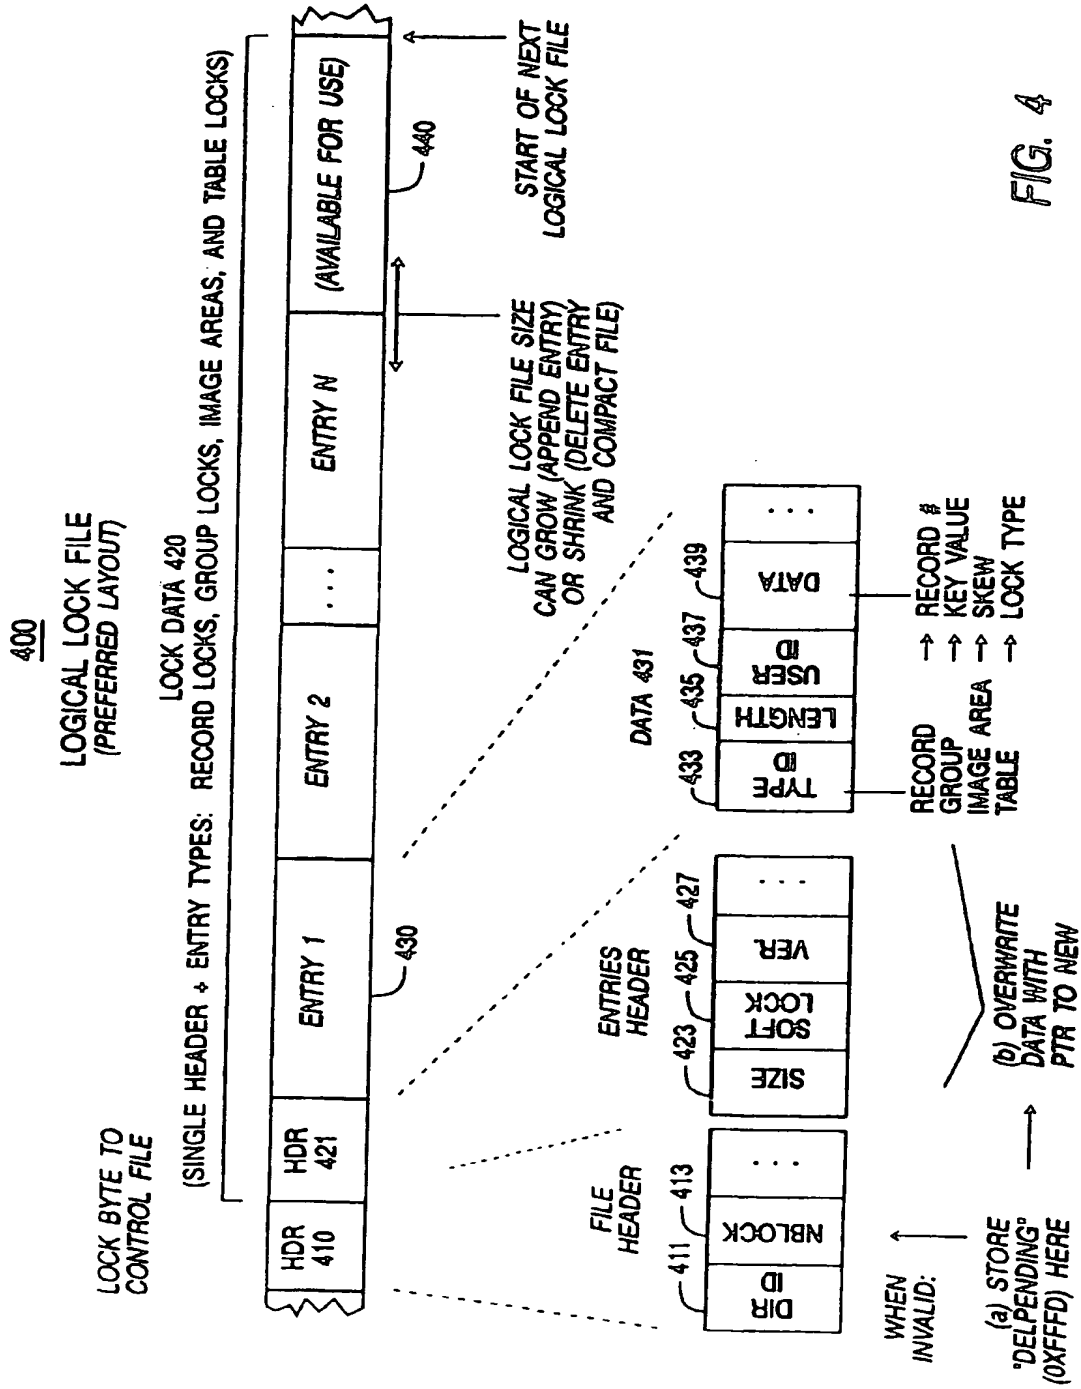 400
LOGICAL LOCK FILE
(PREFERRED LAYOUT)
LOCK BYTE TO
CONTROL FILE
LOCK DATA 420
(SINGLE HEADER + ENTRY TYPES: RECORD LOCKS, GROUP LOCKS, IMAGE AREAS, AND TABLE LOCKS)
HDR
410
HDR
421
ENTRY 1
ENTRY 2
...
ENTRY N
(AVAILABLE FOR USE)
430
440
LOGICAL LOCK FILE SIZE
CAN GROW (APPEND ENTRY)
OR SHRINK (DELETE ENTRY
AND COMPACT FILE)
START OF NEXT
LOGICAL LOCK FILE
FILE
HEADER
411
413
DIR
ID
NBLOCK
...
ENTRIES
HEADER
423
425
427
SIZE
SOFT
LOCK
VER.
...
DATA 431
433
435
437
439
TYPE
ID
LENGTH
USER
ID
DATA
...
RECORD
GROUP
IMAGE AREA
TABLE
RECORD #
KEY VALUE
SKEW
LOCK TYPE
WHEN
INVALID:
(a) STORE
"DELPENDING"
(0XFFFD) HERE
(b) OVERWRITE
DATA WITH
PTR TO NEW
FIG. 4